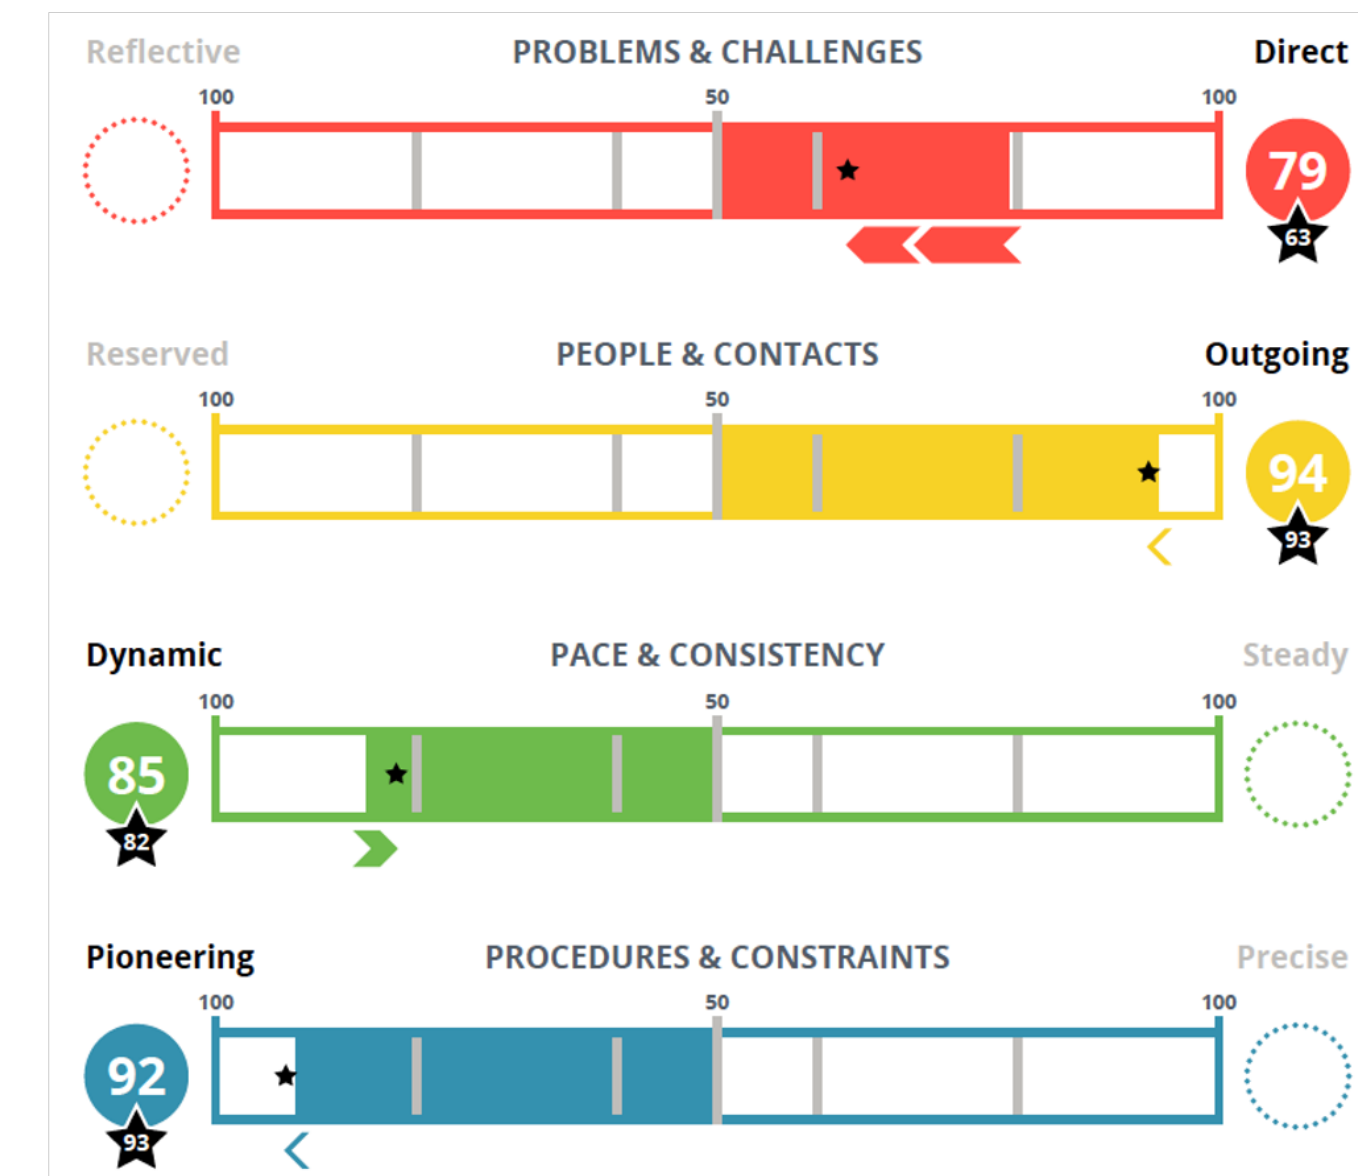 Reflective PROBLEMS & CHALLENGES Direct
100 50 100
79
63
Reserved PEOPLE & CONTACTS Outgoing
100 50 100
94
93
Dynamic PACE & CONSISTENCY Steady
100 50 100
85
82
Pioneering PROCEDURES & CONSTRAINTS Precise
100 50 100
92
93